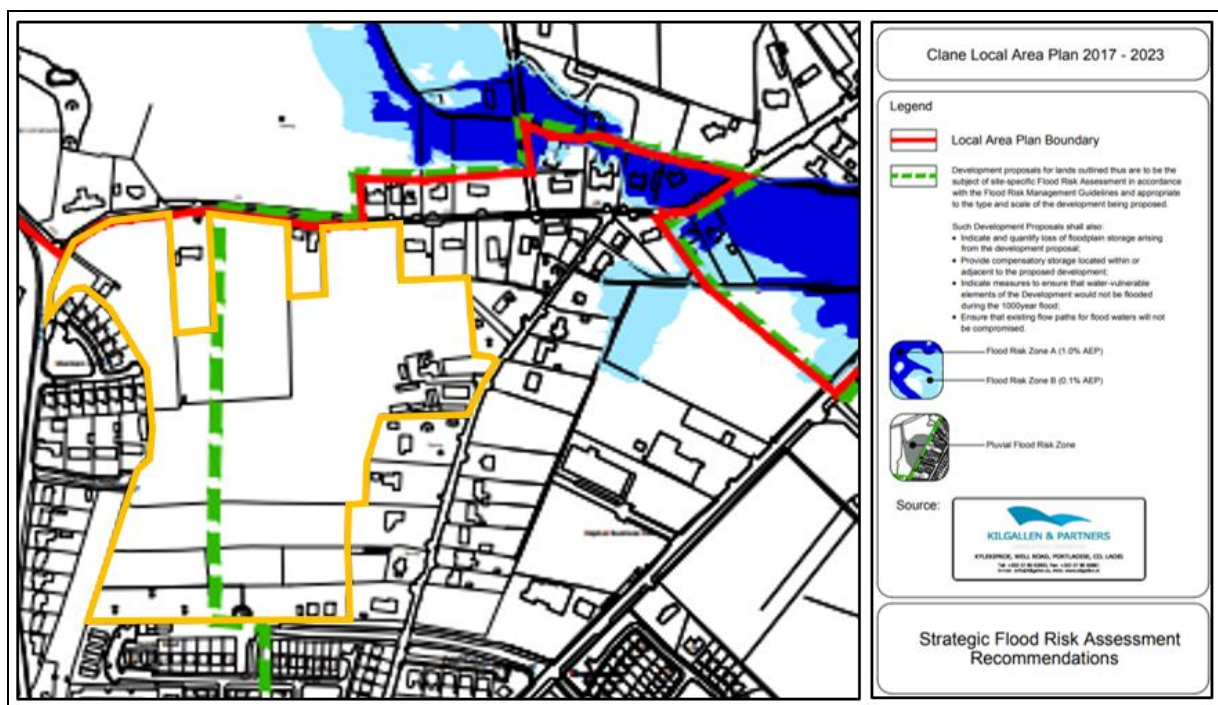 Clane Local Area Plan 2017 - 2023
Legend
Local Area Plan Boundary
Development proposals for lands outlined thus are to be the
subject of site-specific Flood Risk Assessment in accordance
with the Flood Risk Management Guidelines and appropriate
to the type and scale of the development being proposed.
Such Development Proposals shall also:
• Indicate and quantify loss of floodplain storage arising
from the development proposal;
• Provide compensatory storage located within or
adjacent to the proposed development;
• Indicate measures to ensure that water-vulnerable
elements of the Development would not be flooded
during the 1000year flood;
• Ensure that existing flow paths for flood waters will not
be compromised.
Flood Risk Zone A (1.0% AEP)
Flood Risk Zone B (0.1% AEP)
Pluvial Flood Risk Zone
Source:
KILGALLEN & PARTNERS
KYLEKIPROE, WELL ROAD, PORTLAOISE, CO. LAOIS
Strategic Flood Risk Assessment
Recommendations